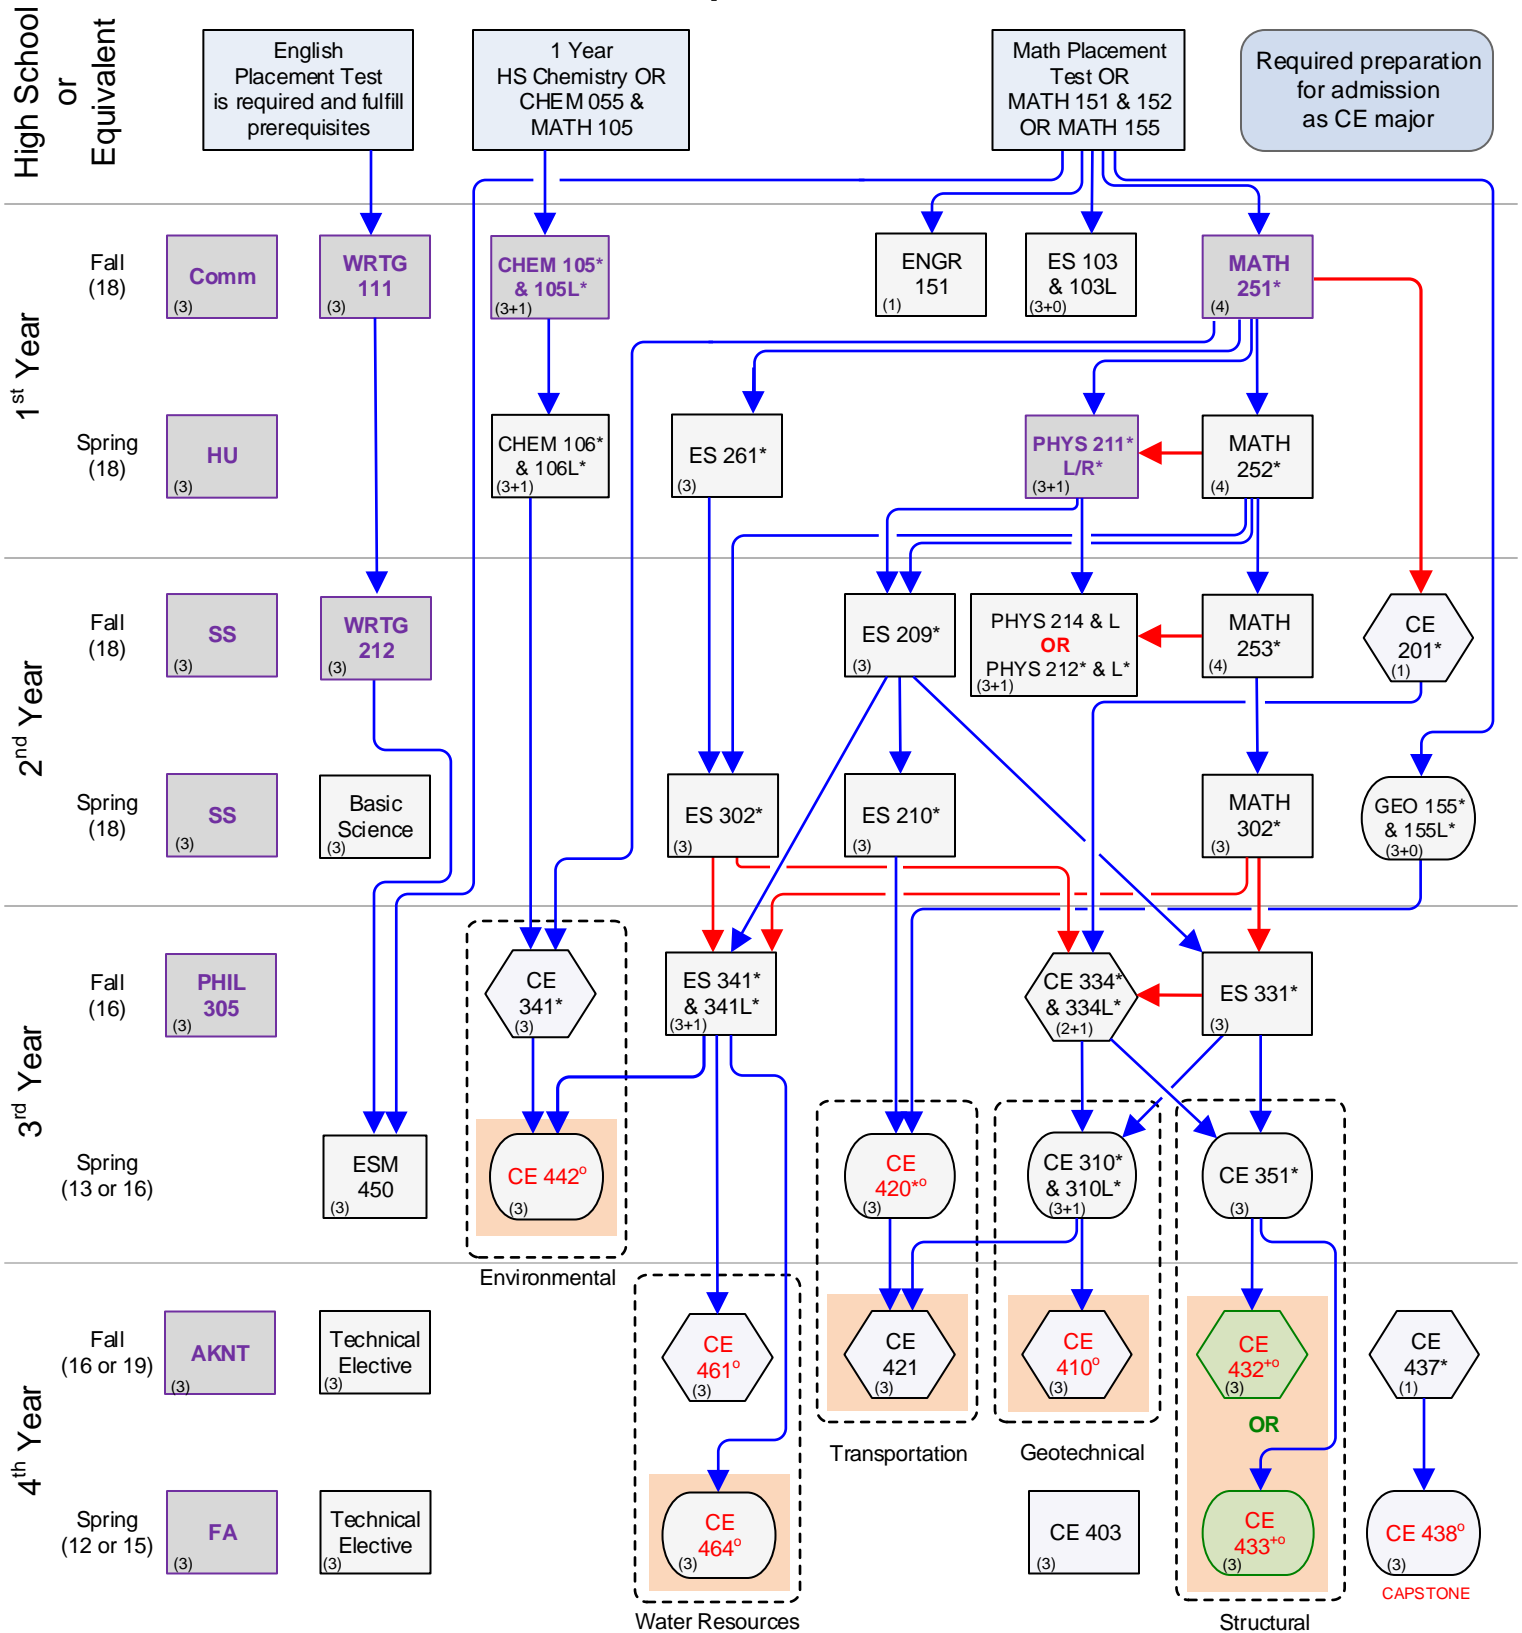 High School
or
Equivalent
English
Placement Test
is required and fulfill
prerequisites
1 Year
HS Chemistry OR
CHEM 055 &
MATH 105
Math Placement
Test OR
MATH 151 & 152
OR MATH 155
Required preparation
for admission
as CE major
1st Year
Fall
(18)
Comm
(3)
WRTG
111
(3)
CHEM 105*
& 105L*
(3+1)
ENGR
151
(1)
ES 103
& 103L
(3+0)
MATH
251*
(4)
Spring
(18)
HU
(3)
CHEM 106*
& 106L*
(3+1)
ES 261*
(3)
PHYS 211*
L/R*
(3+1)
MATH
252*
(4)
2nd Year
Fall
(18)
SS
(3)
WRTG
212
(3)
ES 209*
(3)
PHYS 214 & L
OR
PHYS 212* & L*
(3+1)
MATH
253*
(4)
CE
201*
(1)
Spring
(18)
SS
(3)
Basic
Science
(3)
ES 302*
(3)
ES 210*
(3)
MATH
302*
(3)
GEO 155*
& 155L*
(3+0)
3rd Year
Fall
(16)
PHIL
305
(3)
CE
341*
(3)
ES 341*
& 341L*
(3+1)
CE 334*
& 334L*
(2+1)
ES 331*
(3)
Spring
(13 or 16)
ESM
450
(3)
CE 442o
(3)
CE
420*o
(3)
CE 310*
& 310L*
(3+1)
CE 351*
(3)
Environmental
4th Year
Fall
(16 or 19)
AKNT
(3)
Technical
Elective
(3)
CE
461o
(3)
CE
421
(3)
CE
410o
(3)
CE
432+o
(3)
OR
CE
437*
(1)
Transportation
Geotechnical
Spring
(12 or 15)
FA
(3)
Technical
Elective
(3)
CE
464o
(3)
CE 403
(3)
CE
433+o
(3)
CE 438o
(3)
CAPSTONE
Water Resources
Structural